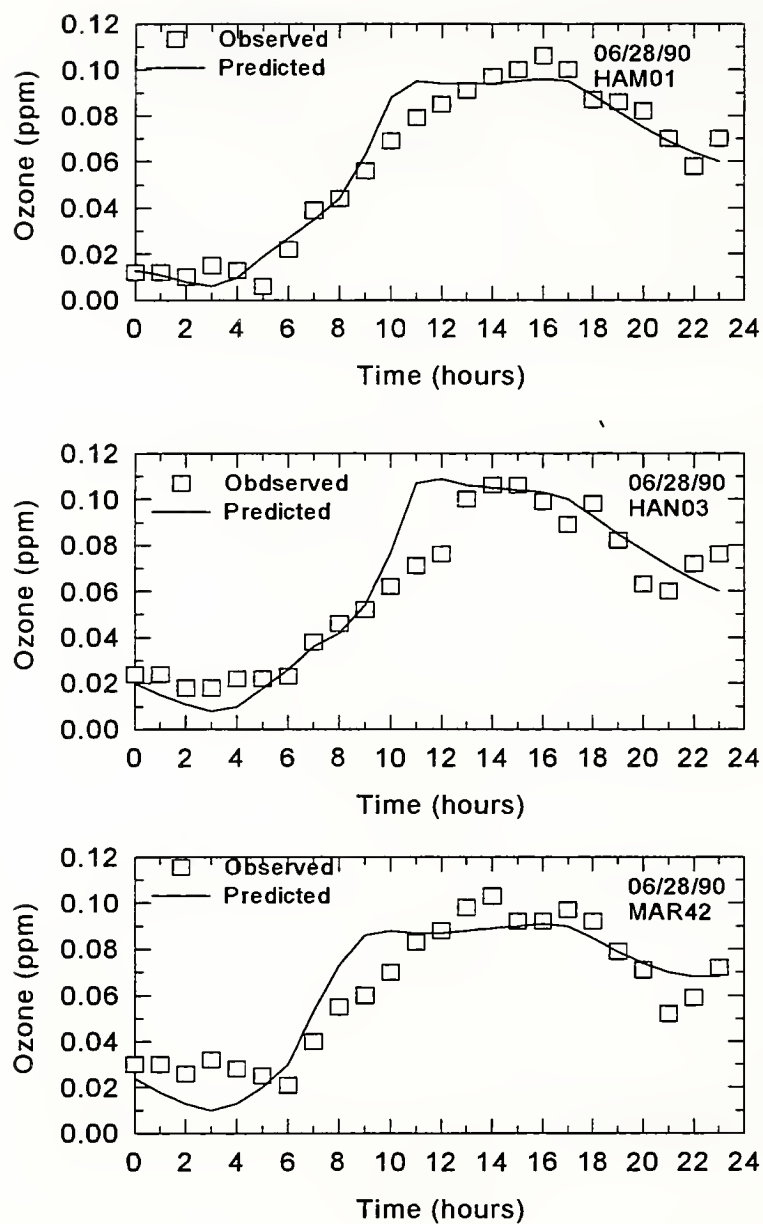 0.12
0.10
0.08
0.06
0.04
0.02
0.00
Ozone (ppm)
Observed
Predicted
06/28/90
HAM01
0 2 4 6 8 10 12 14 16 18 20 22 24
Time (hours)
0.12
0.10
0.08
0.06
0.04
0.02
0.00
Ozone (ppm)
Obdserved
Predicted
06/28/90
HAN03
0 2 4 6 8 10 12 14 16 18 20 22 24
Time (hours)
0.12
0.10
0.08
0.06
0.04
0.02
0.00
Ozone (ppm)
Observed
Predicted
06/28/90
MAR42
0 2 4 6 8 10 12 14 16 18 20 22 24
Time (hours)